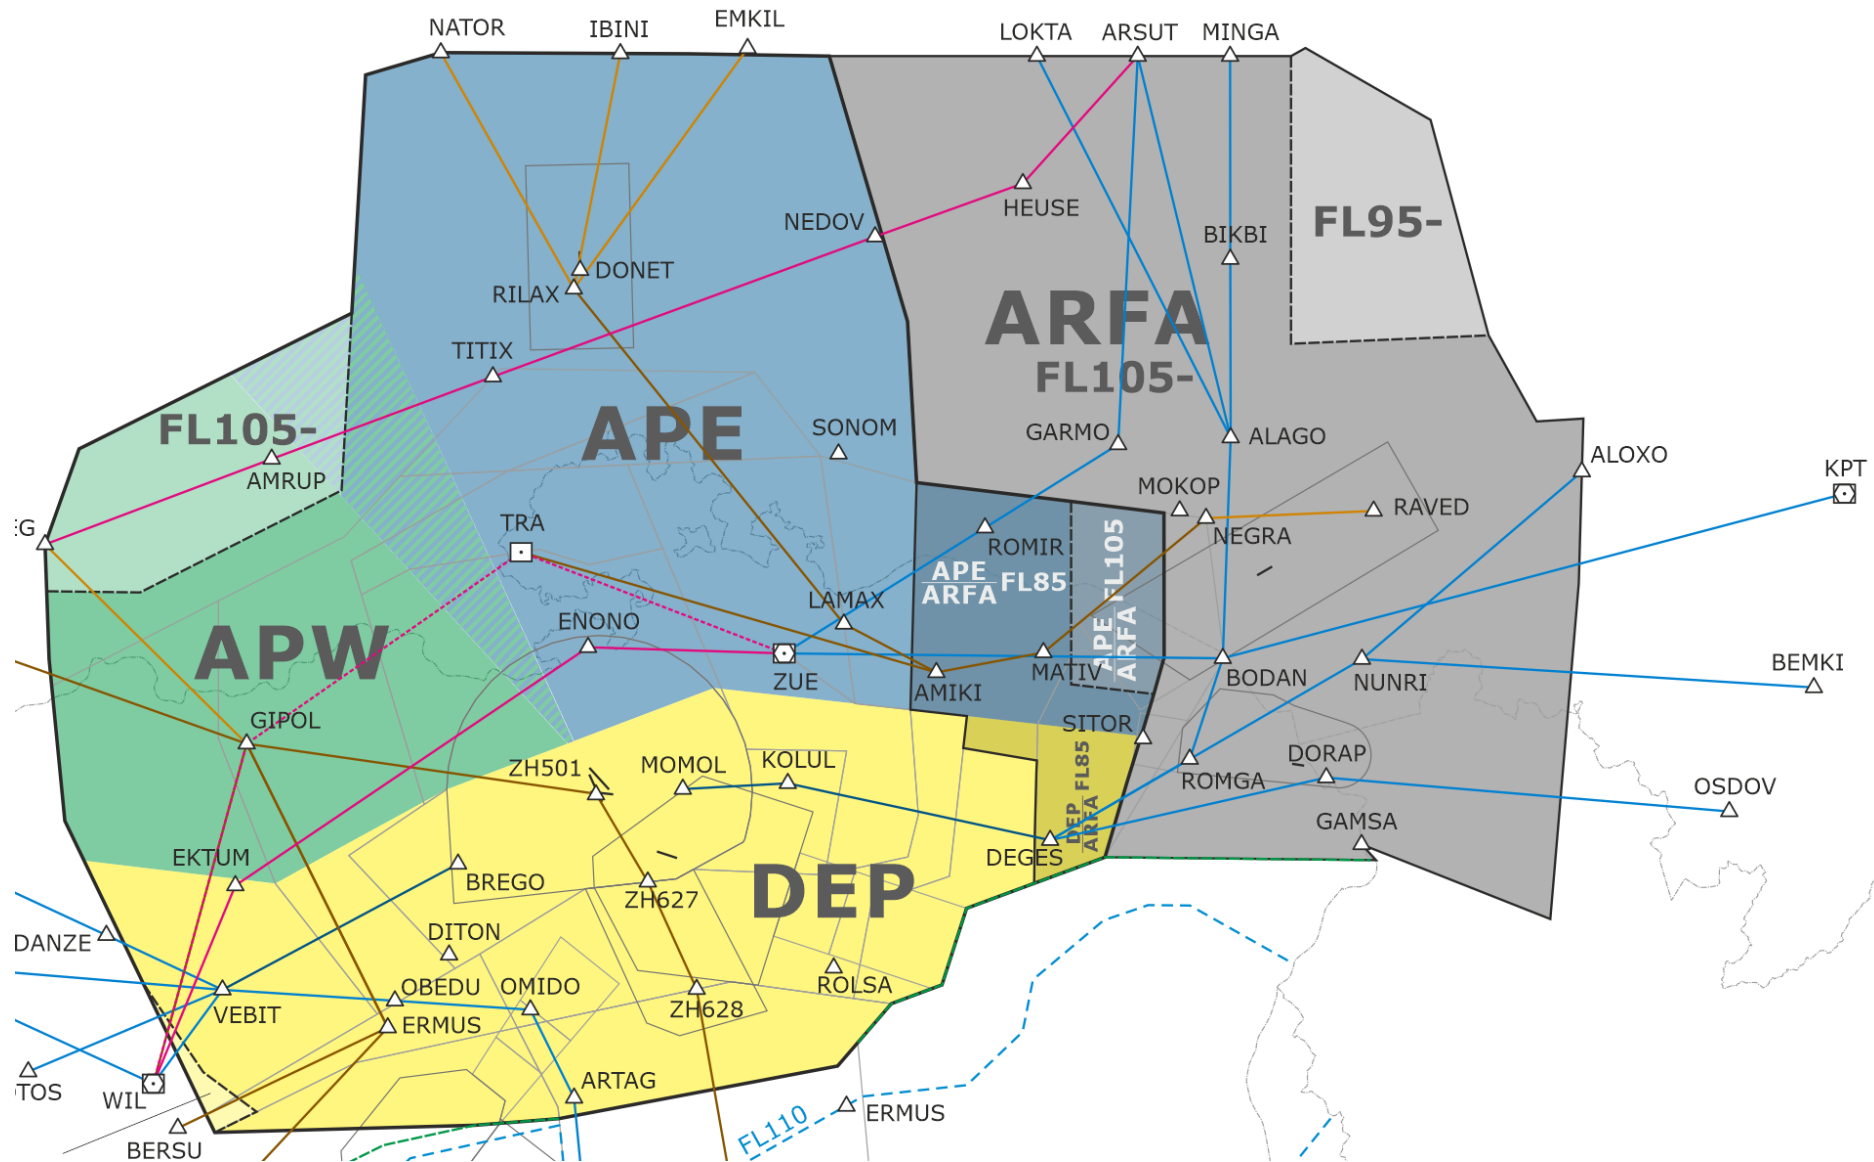 NATOR
IBINI
EMKIL
LOKTA
ARSUT
MINGA
HEUSE
NEDOV
FL95-
BIKBI
DONET
RILAX
ARFA
FL105-
TITIX
APE
FL105-
SONOM
GARMO
ALAGO
ALOXO
AMRUP
KPT
MOKOP
RAVED
EG
TRA
NEGRA
ROMIR
APE
ARFA
FL85
APE
ARFA
FL105
LAMAX
ENONO
APW
MATIV
BODAN
NUNRI
BEMKI
ZUE
AMIKI
GIPOL
SITOR
DORAP
ZH501
MOMOL
KOLUL
ROMGA
OSDOV
DEP
ARFA
FL85
GAMSA
DEGES
EKTUM
BREGO
DEP
ZH627
DITON
DANZE
OBEDU
OMIDO
ROLSA
VEBIT
ERMUS
ZH628
ARTAG
TOS
WIL
ERMUS
BERSU
FL110